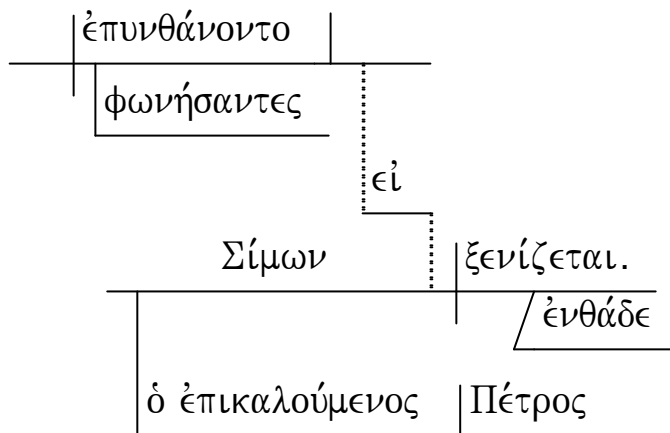 ἐπυνθάνοντο
φωνήσαντες
εἰ
Σίμων ξενίζεται.
ἐνθάδε
ὁ ἐπικαλούμενος Πέτρος